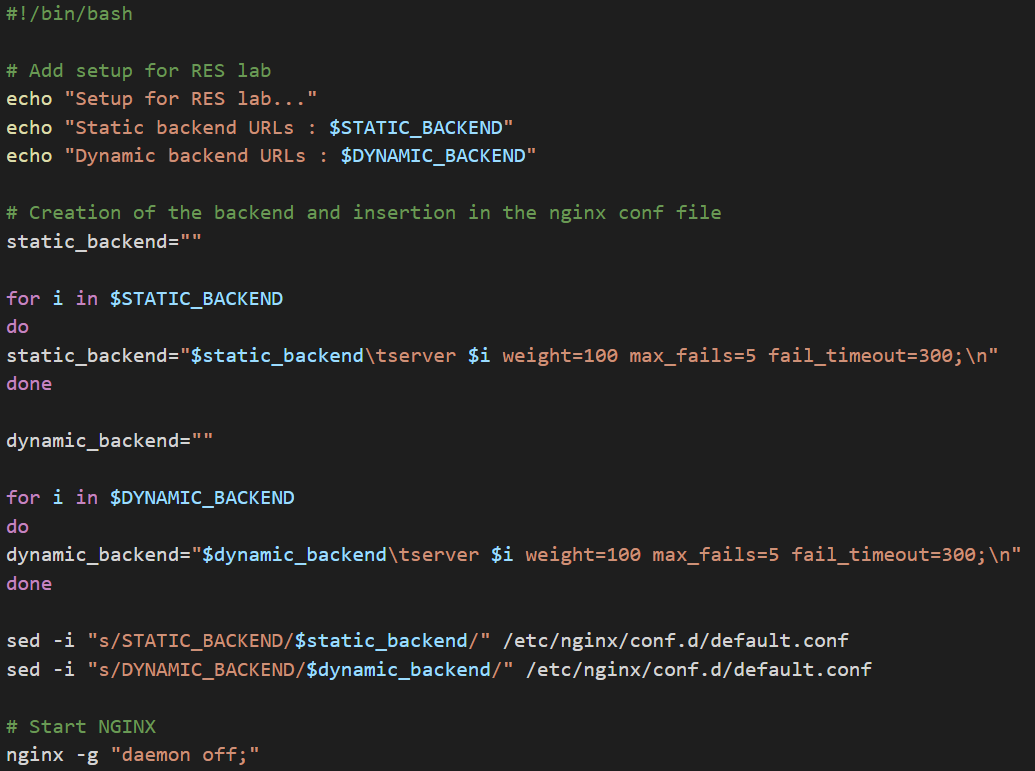 #!/bin/bash
# Add setup for RES lab
echo "Setup for RES lab..."
echo "Static backend URLs : $STATIC_BACKEND"
echo "Dynamic backend URLs : $DYNAMIC_BACKEND"
# Creation of the backend and insertion in the nginx conf file
static_backend=""
for i in $STATIC_BACKEND
do
static_backend="$static_backend\tserver $i weight=100 max_fails=5 fail_timeout=300;\n"
done
dynamic_backend=""
for i in $DYNAMIC_BACKEND
do
dynamic_backend="$dynamic_backend\tserver $i weight=100 max_fails=5 fail_timeout=300;\n"
done
sed -i "s/STATIC_BACKEND/$static_backend/" /etc/nginx/conf.d/default.conf
sed -i "s/DYNAMIC_BACKEND/$dynamic_backend/" /etc/nginx/conf.d/default.conf
# Start NGINX
nginx -g "daemon off;"